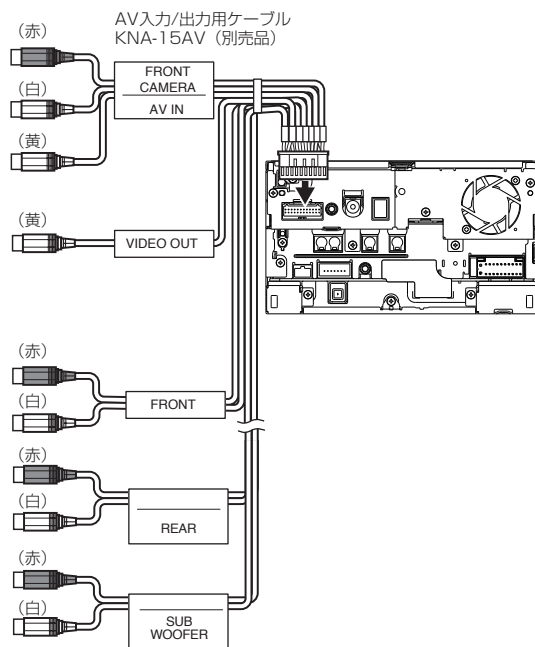 AV入力/出力用ケーブル
KNA-15AV（別売品）
（赤）
（白）
（黄）
FRONT
CAMERA
AV IN
（黄）
VIDEO OUT
（赤）
（白）
FRONT
（赤）
（白）
REAR
（赤）
（白）
SUB
WOOFER